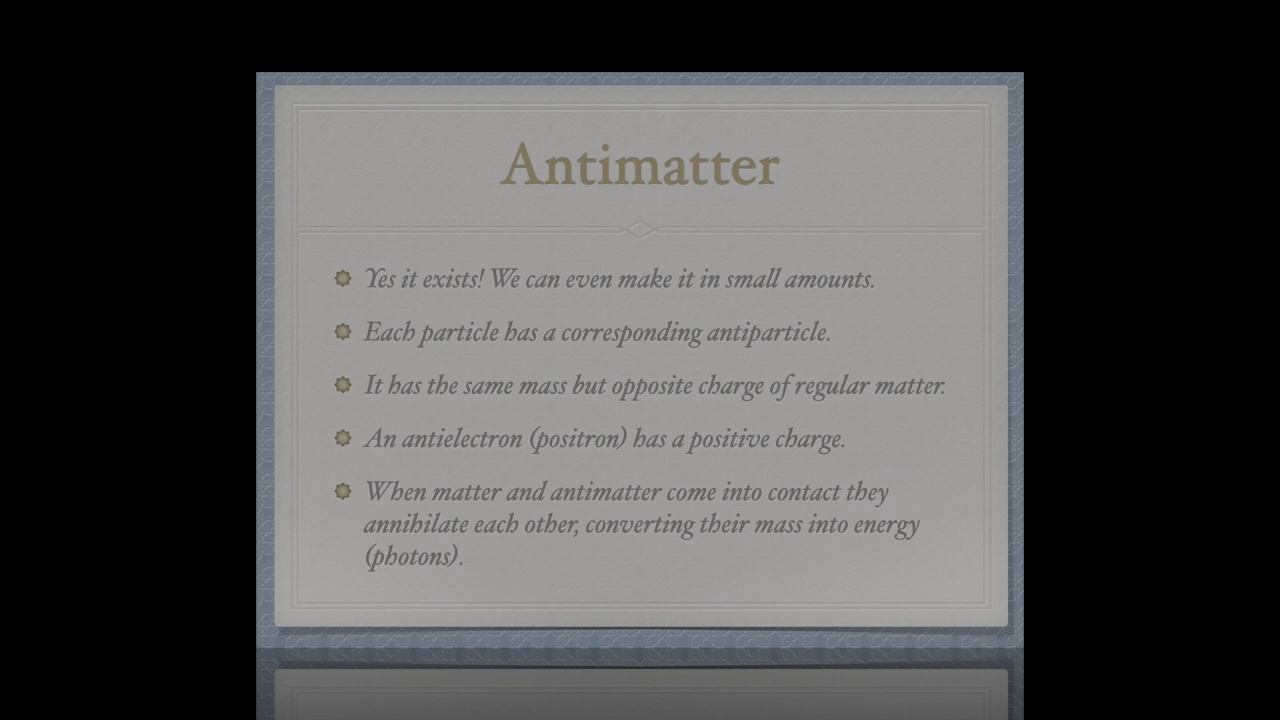 Antimatter
Yes it exists! We can even make it in small amounts.
Each particle has a corresponding antiparticle.
It has the same mass but opposite charge of regular matter.
An antielectron (positron) has a positive charge.
When matter and antimatter come into contact they
annihilate each other, converting their mass into energy
(photons).